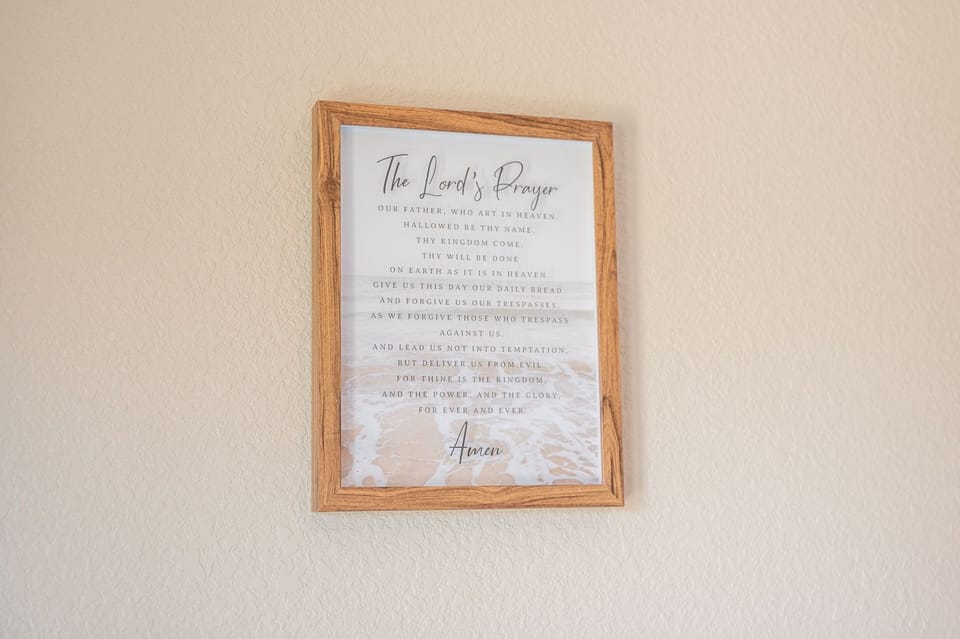 The Lord's Prayer
OUR FATHER, WHO ART IN HEAVEN,
HALLOWED BE THY NAME.
THY KINGDOM COME.
THY WILL BE DONE
ON EARTH AS IT IS IN HEAVEN.
GIVE US THIS DAY OUR DAILY BREAD.
AND FORGIVE US OUR TRESPASSES,
AS WE FORGIVE THOSE WHO TRESPASS
AGAINST US.
AND LEAD US NOT INTO TEMPTATION,
BUT DELIVER US FROM EVIL.
FOR THINE IS THE KINGDOM,
AND THE POWER, AND THE GLORY,
FOR EVER AND EVER.
Amen